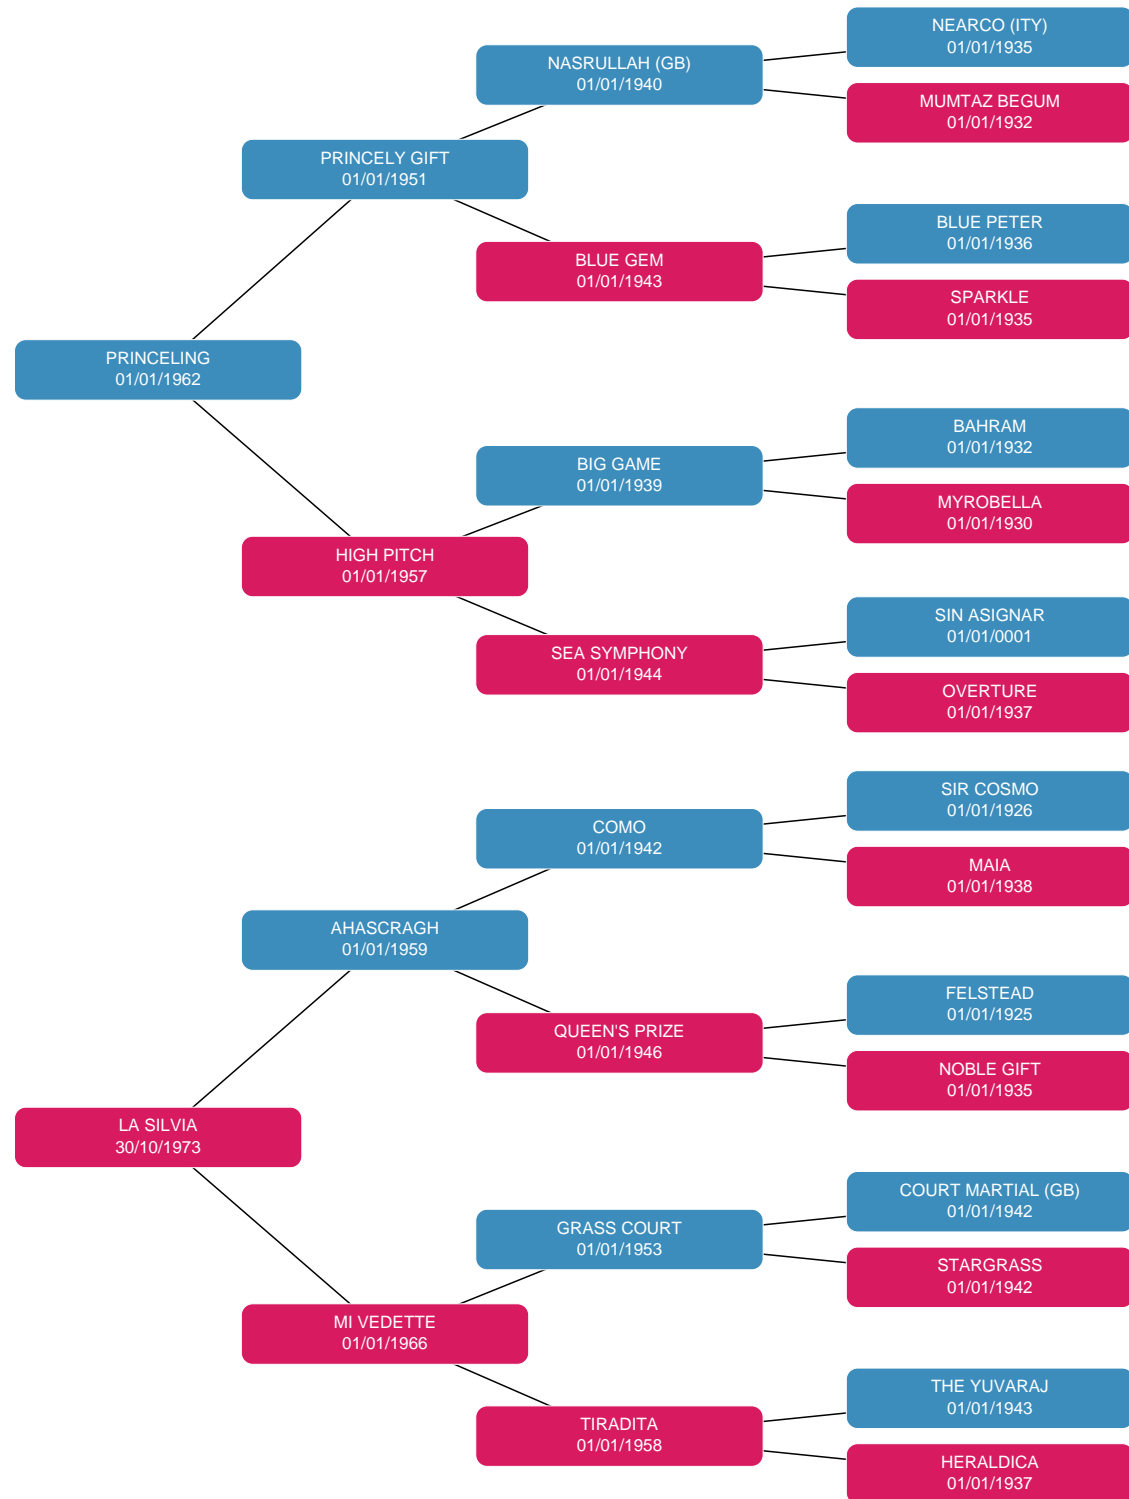 NEARCO (ITY)
01/01/1935
NASRULLAH (GB)
01/01/1940
MUMTAZ BEGUM
01/01/1932
PRINCELY GIFT
01/01/1951
BLUE PETER
01/01/1936
BLUE GEM
01/01/1943
SPARKLE
01/01/1935
PRINCELING
01/01/1962
BAHRAM
01/01/1932
BIG GAME
01/01/1939
MYROBELLA
01/01/1930
HIGH PITCH
01/01/1957
SIN ASIGNAR
01/01/0001
SEA SYMPHONY
01/01/1944
OVERTURE
01/01/1937
SIR COSMO
01/01/1926
COMO
01/01/1942
MAIA
01/01/1938
AHASCRAGH
01/01/1959
FELSTEAD
01/01/1925
QUEEN'S PRIZE
01/01/1946
NOBLE GIFT
01/01/1935
LA SILVIA
30/10/1973
COURT MARTIAL (GB)
01/01/1942
GRASS COURT
01/01/1953
STARGRASS
01/01/1942
MI VEDETTE
01/01/1966
THE YUVARAJ
01/01/1943
TIRADITA
01/01/1958
HERALDICA
01/01/1937